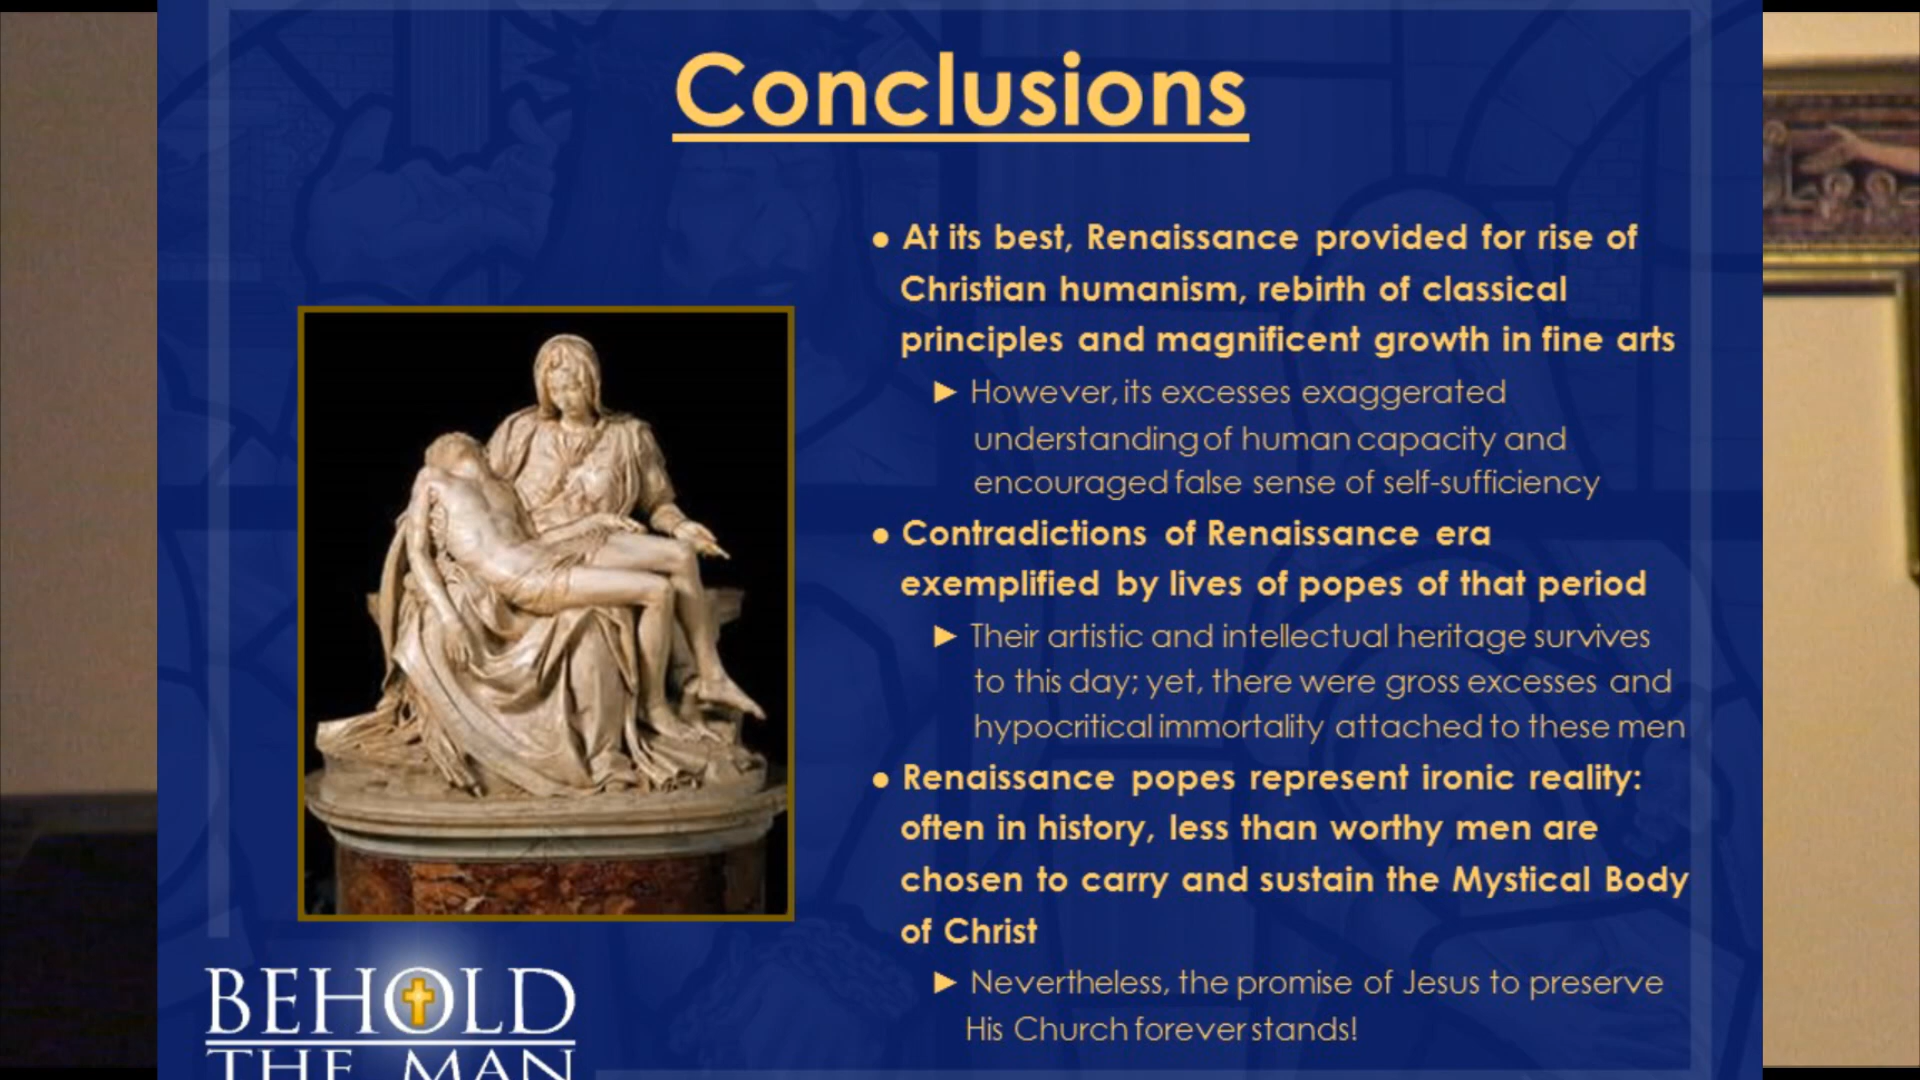 Conclusions
● At its best, Renaissance provided for rise of
Christian humanism, rebirth of classical
principles and magnificent growth in fine arts
► However, its excesses exaggerated
understanding of human capacity and
encouraged false sense of self-sufficiency
● Contradictions of Renaissance era
exemplified by lives of popes of that period
► Their artistic and intellectual heritage survives
to this day; yet, there were gross excesses and
hypocritical immortality attached to these men
● Renaissance popes represent ironic reality:
often in history, less than worthy men are
chosen to carry and sustain the Mystical Body
of Christ
► Nevertheless, the promise of Jesus to preserve
His Church forever stands!
BEHOLD
THE MAN